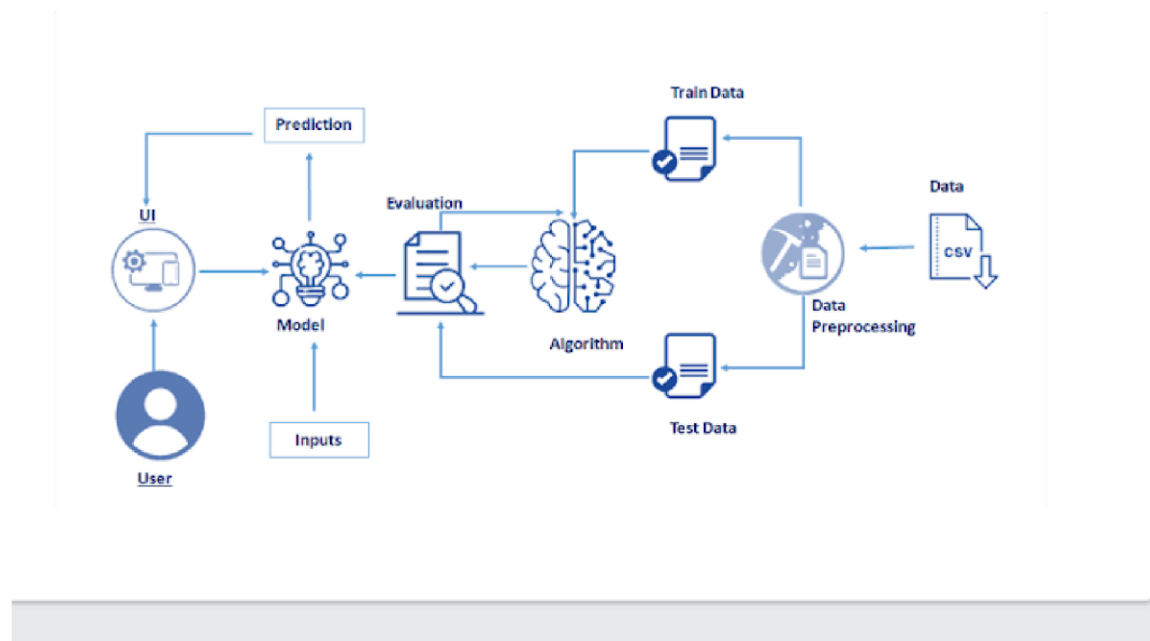 Train Data
Prediction
Data
Evaluation
UI
CSV
Data
Preprocessing
Model
Algorithm
Test Data
Inputs
User